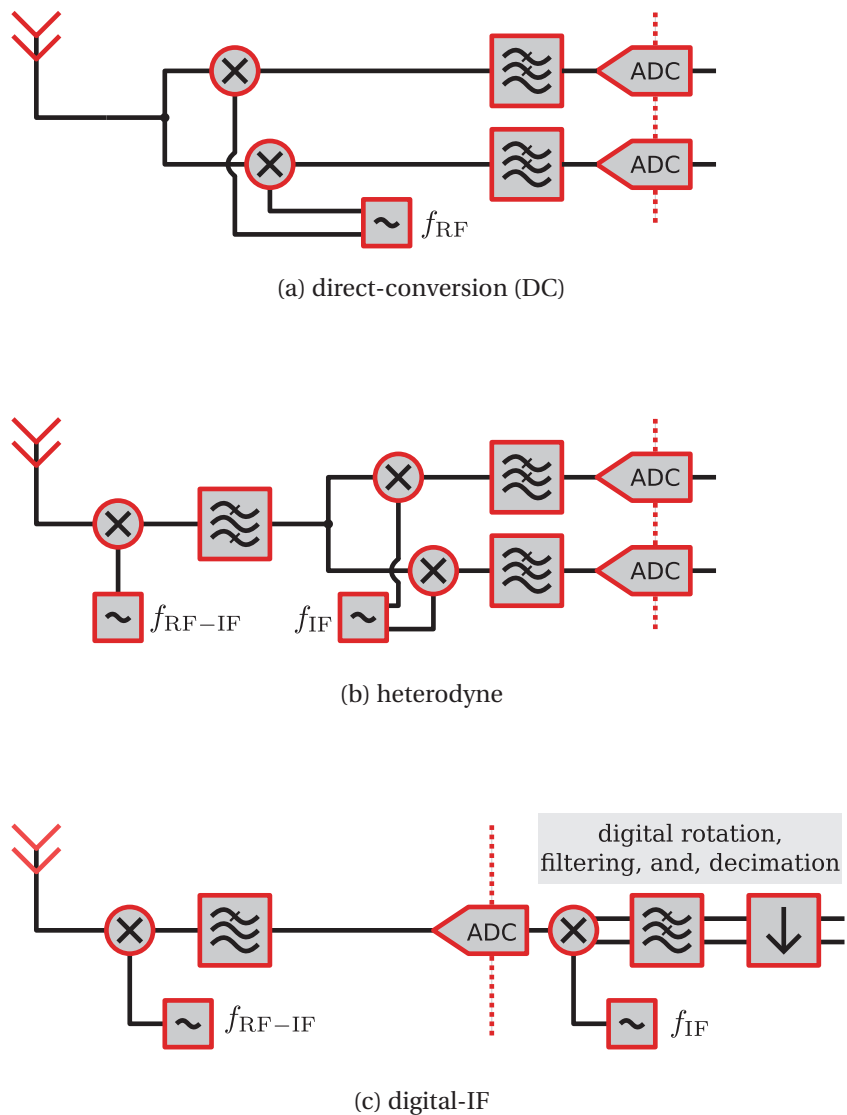 ADC
ADC
f_RF
(a) direct-conversion (DC)
ADC
ADC
f_RF−IF
f_IF
(b) heterodyne
digital rotation,
filtering, and, decimation
ADC
f_RF−IF
f_IF
(c) digital-IF